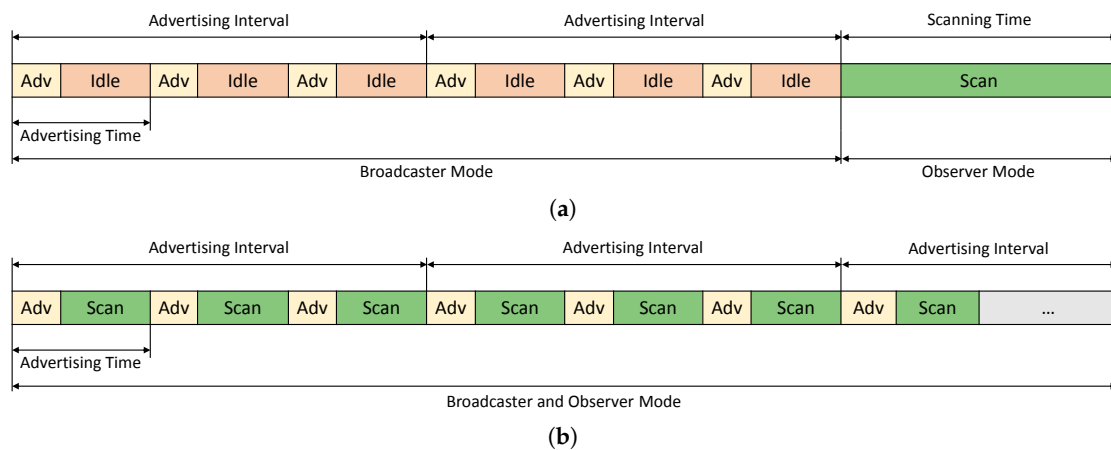 Advertising Interval Advertising Interval Scanning Time
Adv Idle Adv Idle Adv Idle Adv Idle Adv Idle Adv Idle Scan
Advertising Time
Broadcaster Mode Observer Mode
(a)
Advertising Interval Advertising Interval Advertising Interval
Adv Scan Adv Scan Adv Scan Adv Scan Adv Scan Adv Scan Adv Scan ...
Advertising Time
Broadcaster and Observer Mode
(b)